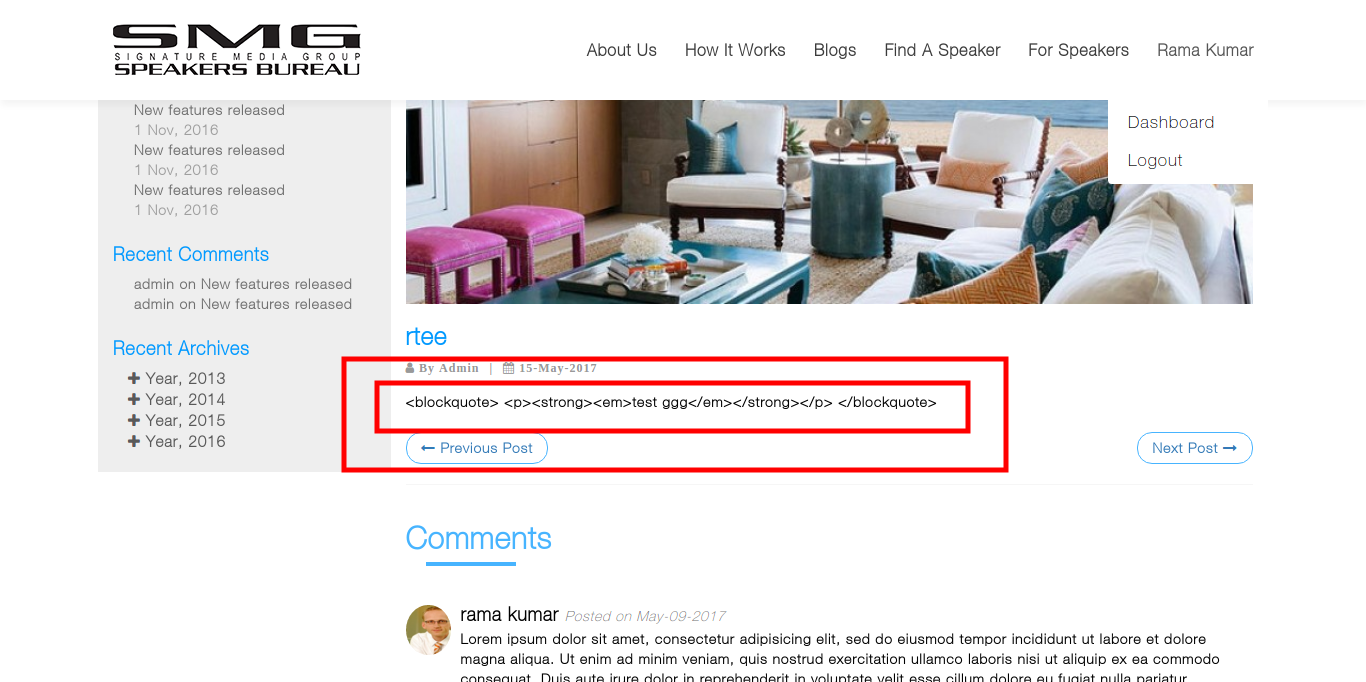 SMG
SIGNATURE MEDIA GROUP
SPEAKERS BUREAU
About Us How It Works Blogs Find A Speaker For Speakers Rama Kumar
Dashboard
Logout
New features released
1 Nov, 2016
New features released
1 Nov, 2016
New features released
1 Nov, 2016
Recent Comments
admin on New features released
admin on New features released
Recent Archives
Year, 2013
Year, 2014
Year, 2015
Year, 2016
rtee
By Admin | 15-May-2017
<blockquote> <p><strong><em>test ggg</em></strong></p> </blockquote>
← Previous Post
Next Post →
Comments
rama kumar Posted on May-09-2017
Lorem ipsum dolor sit amet, consectetur adipisicing elit, sed do eiusmod tempor incididunt ut labore et dolore
magna aliqua. Ut enim ad minim veniam, quis nostrud exercitation ullamco laboris nisi ut aliquip ex ea commodo
consequat. Duis aute irure dolor in reprehenderit in voluptate velit esse cillum dolore eu fugiat nulla pariatur.